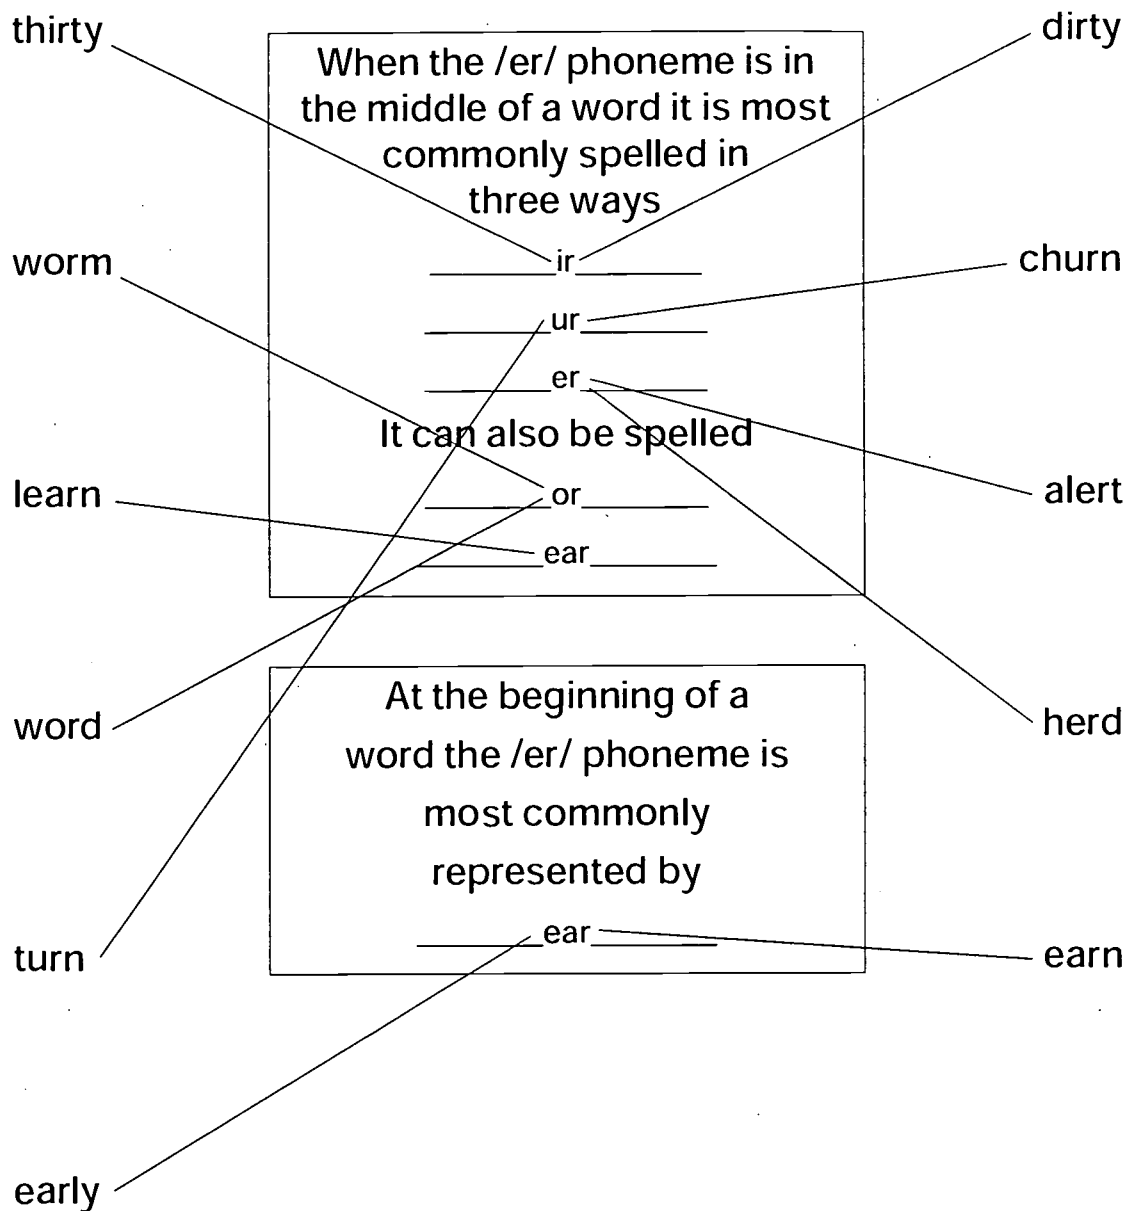 thirty
dirty
When the /er/ phoneme is in
the middle of a word it is most
commonly spelled in
three ways
ir
ur
er
It can also be spelled
or
ear
worm
churn
learn
alert
word
herd
At the beginning of a
word the /er/ phoneme is
most commonly
represented by
ear
turn
earn
early